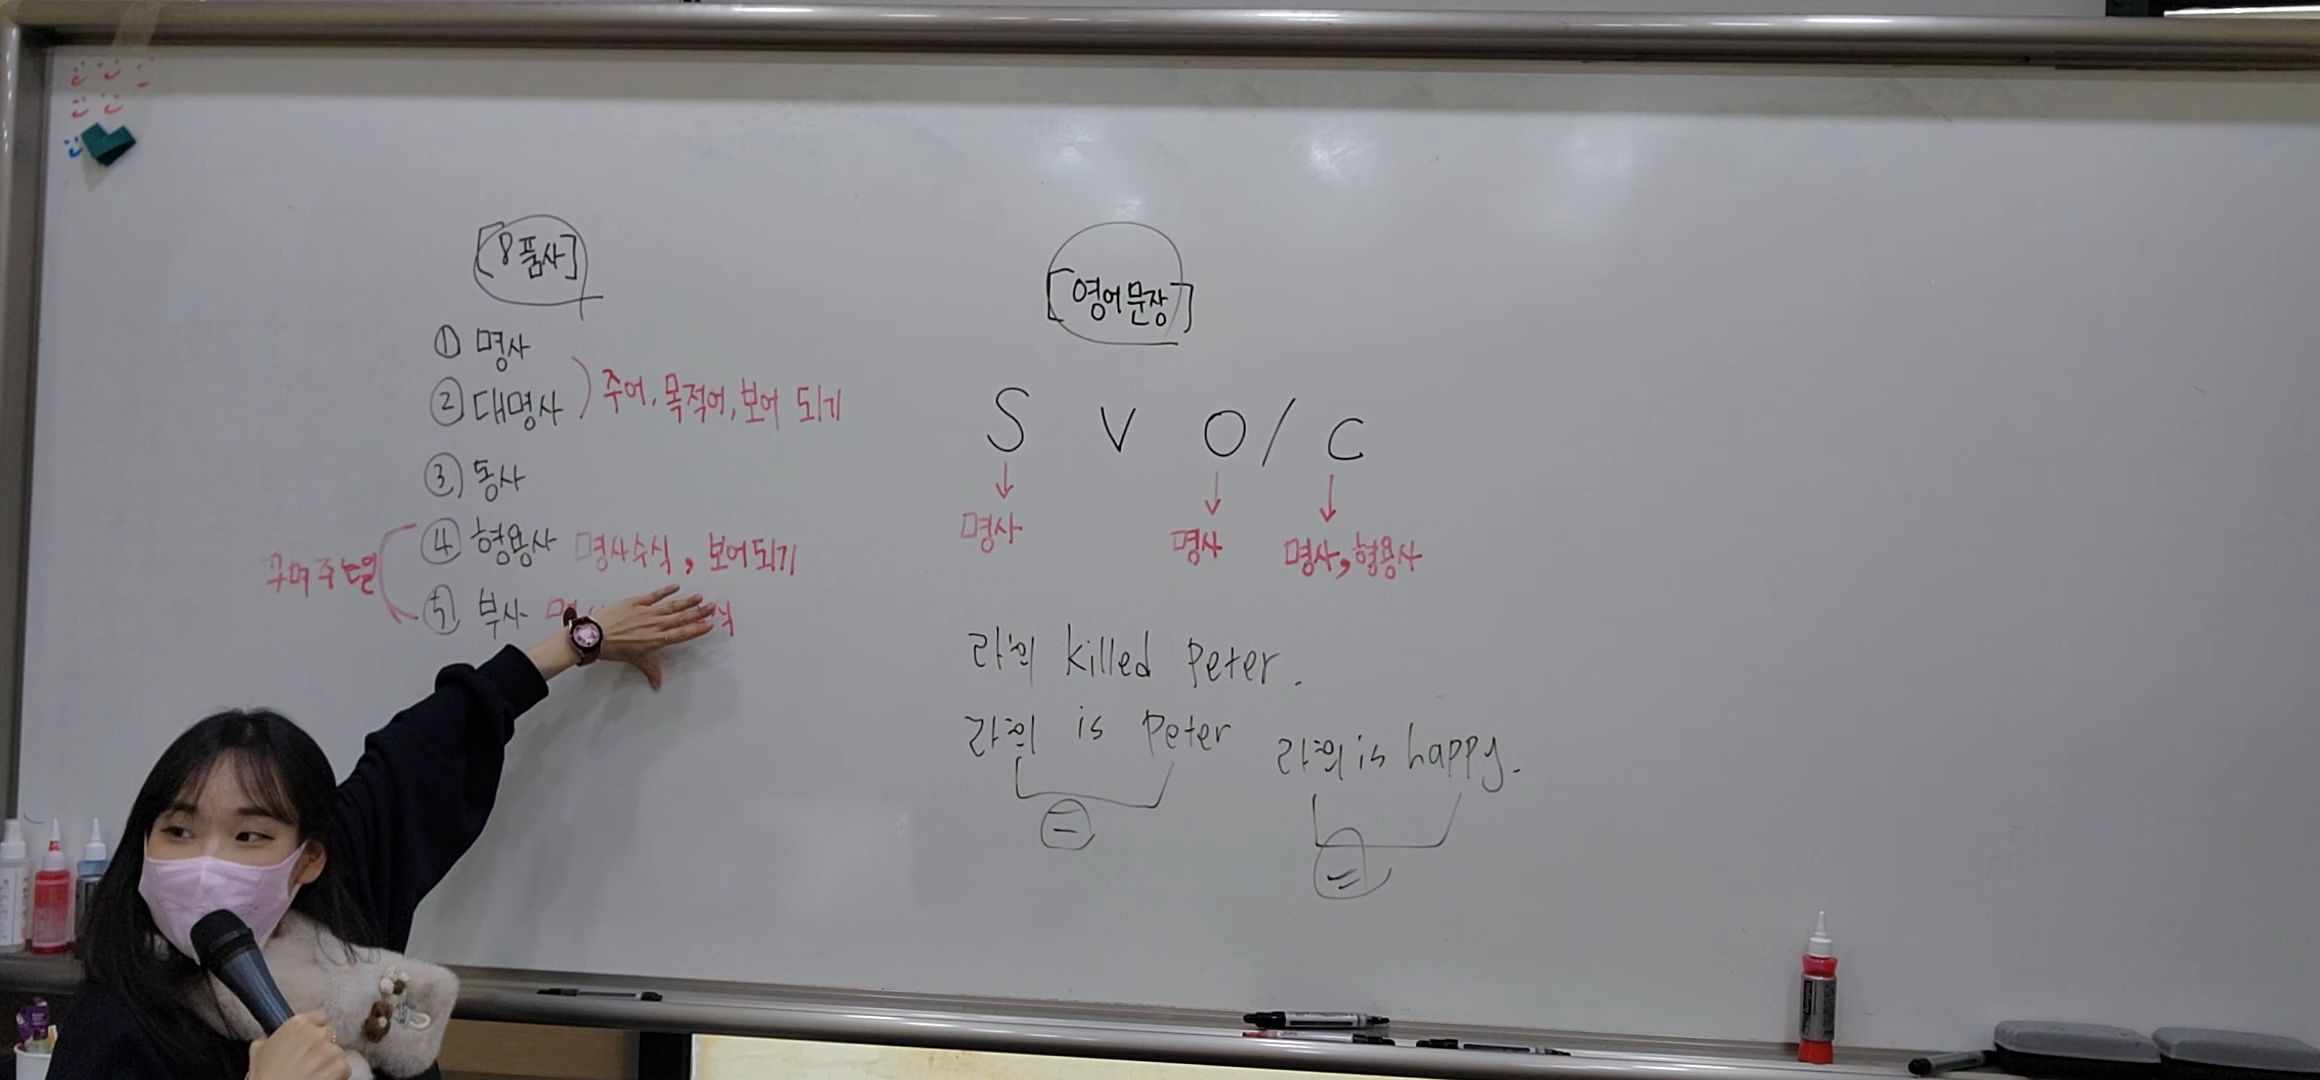 [8품사]
① 명사
② 대명사
주어, 목적어, 보어 되기
③ 동사
꾸며주는말
④ 형용사 명사수식, 보어되기
⑤ 부사
[영어문장]
S V O / C
명사 명사 명사, 형용사
라희 killed Peter.
라희 is Peter
=
라희 is happy.
=